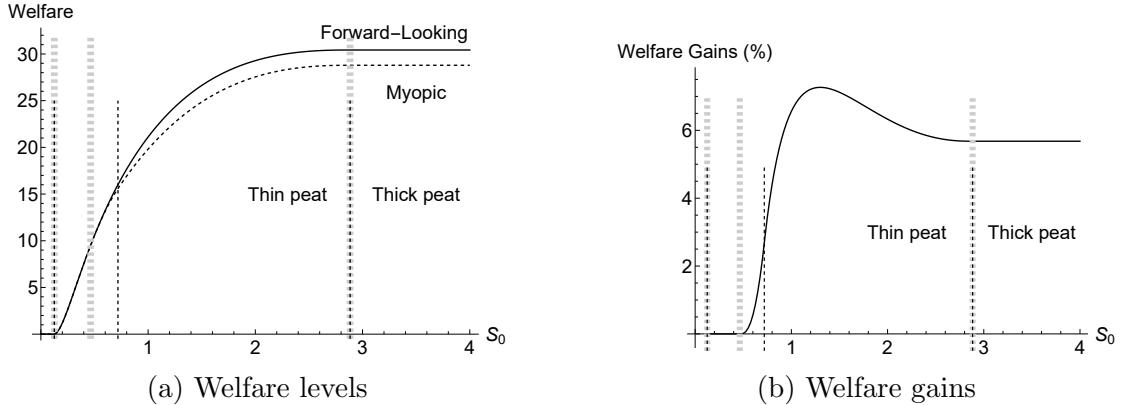 Welfare
Forward−Looking
30
25
20
15
10
5
Myopic
Thin peat
Thick peat
1
2
3
4
S0
(a) Welfare levels
Welfare Gains (%)
6
4
2
Thin peat
Thick peat
1
2
3
4
S0
(b) Welfare gains